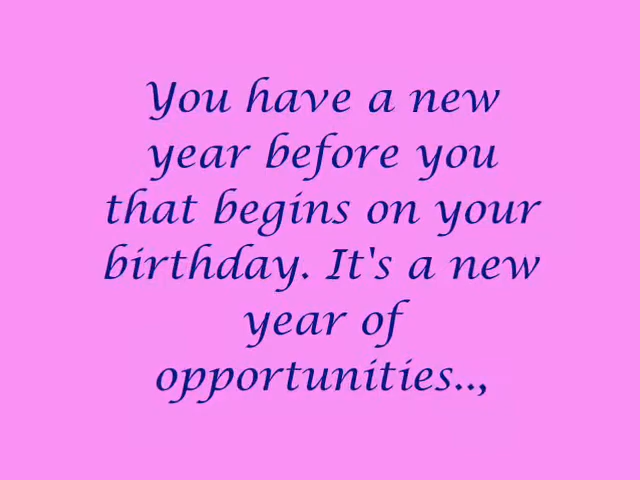 You have a new
year before you
that begins on your
birthday. It's a new
year of
opportunities..,